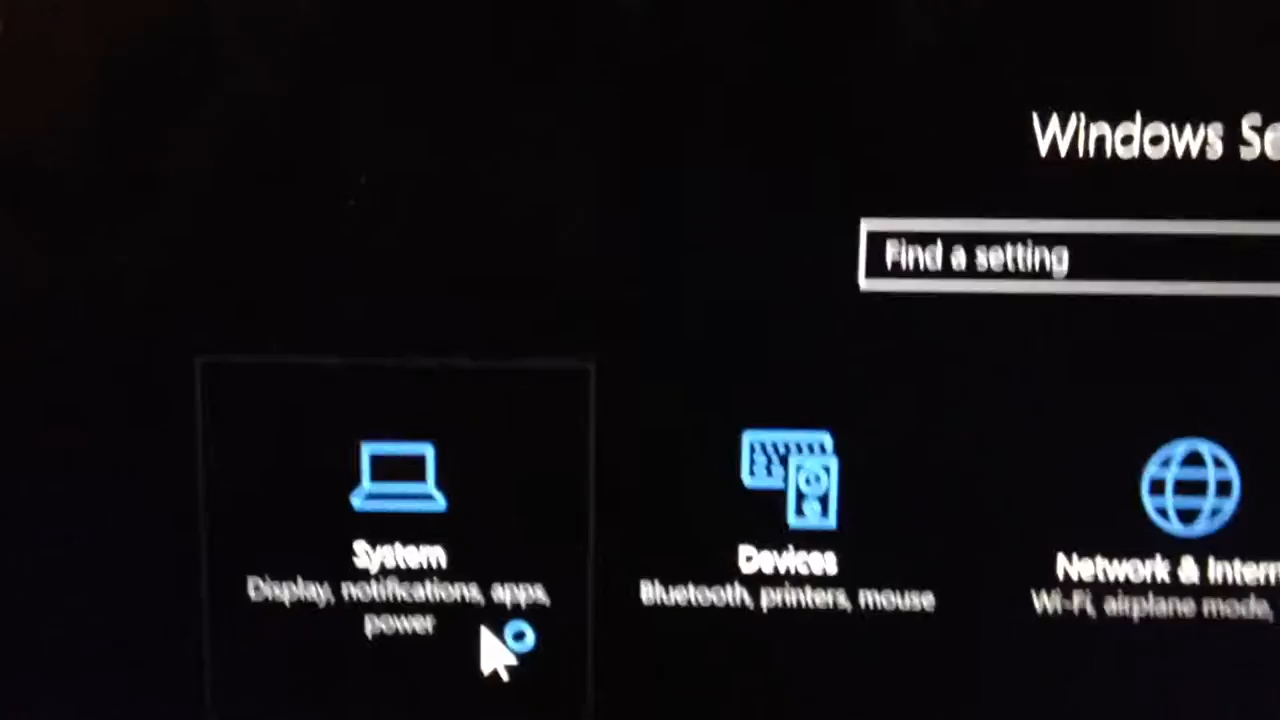 Windows Se
Find a setting
System
Display, notifications, apps,
power
Devices
Bluetooth, printers, mouse
Network & Intern
Wi-Fi, airplane mode,